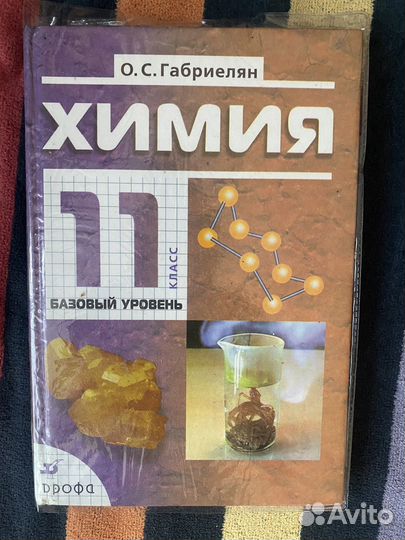 О. С. Габриелян
ХИМИЯ
11
КЛАСС
БАЗОВЫЙ УРОВЕНЬ
ДРОФА
Avito